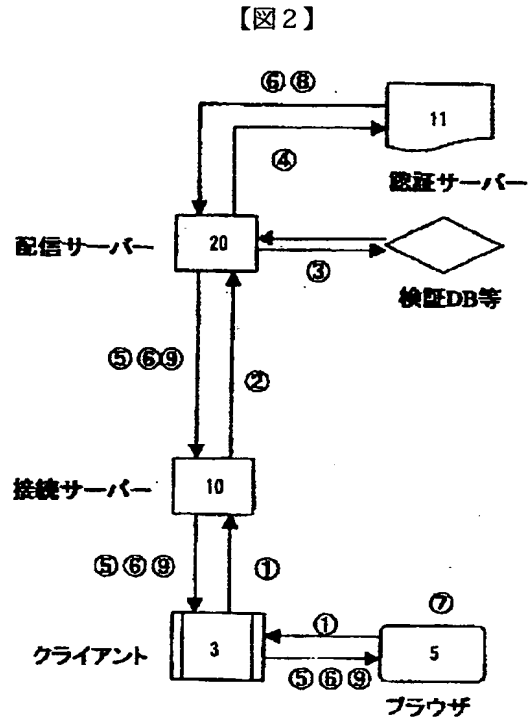 【図2】
⑥⑧
11
④
認証サーバー
配信サーバー
20
③
検証DB等
⑤⑥⑨
②
接続サーバー
10
⑤⑥⑨
①
⑦
①
クライアント
3
5
⑤⑥⑨
ブラウザ